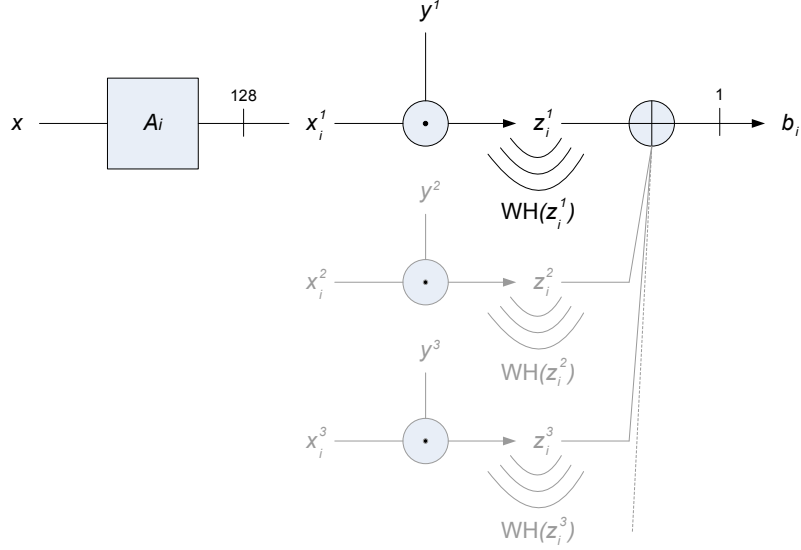 y¹
128
1
x
Aᵢ
xᵢ¹
zᵢ¹
bᵢ
WH(zᵢ¹)
y²
xᵢ²
zᵢ²
WH(zᵢ²)
y³
xᵢ³
zᵢ³
WH(zᵢ³)